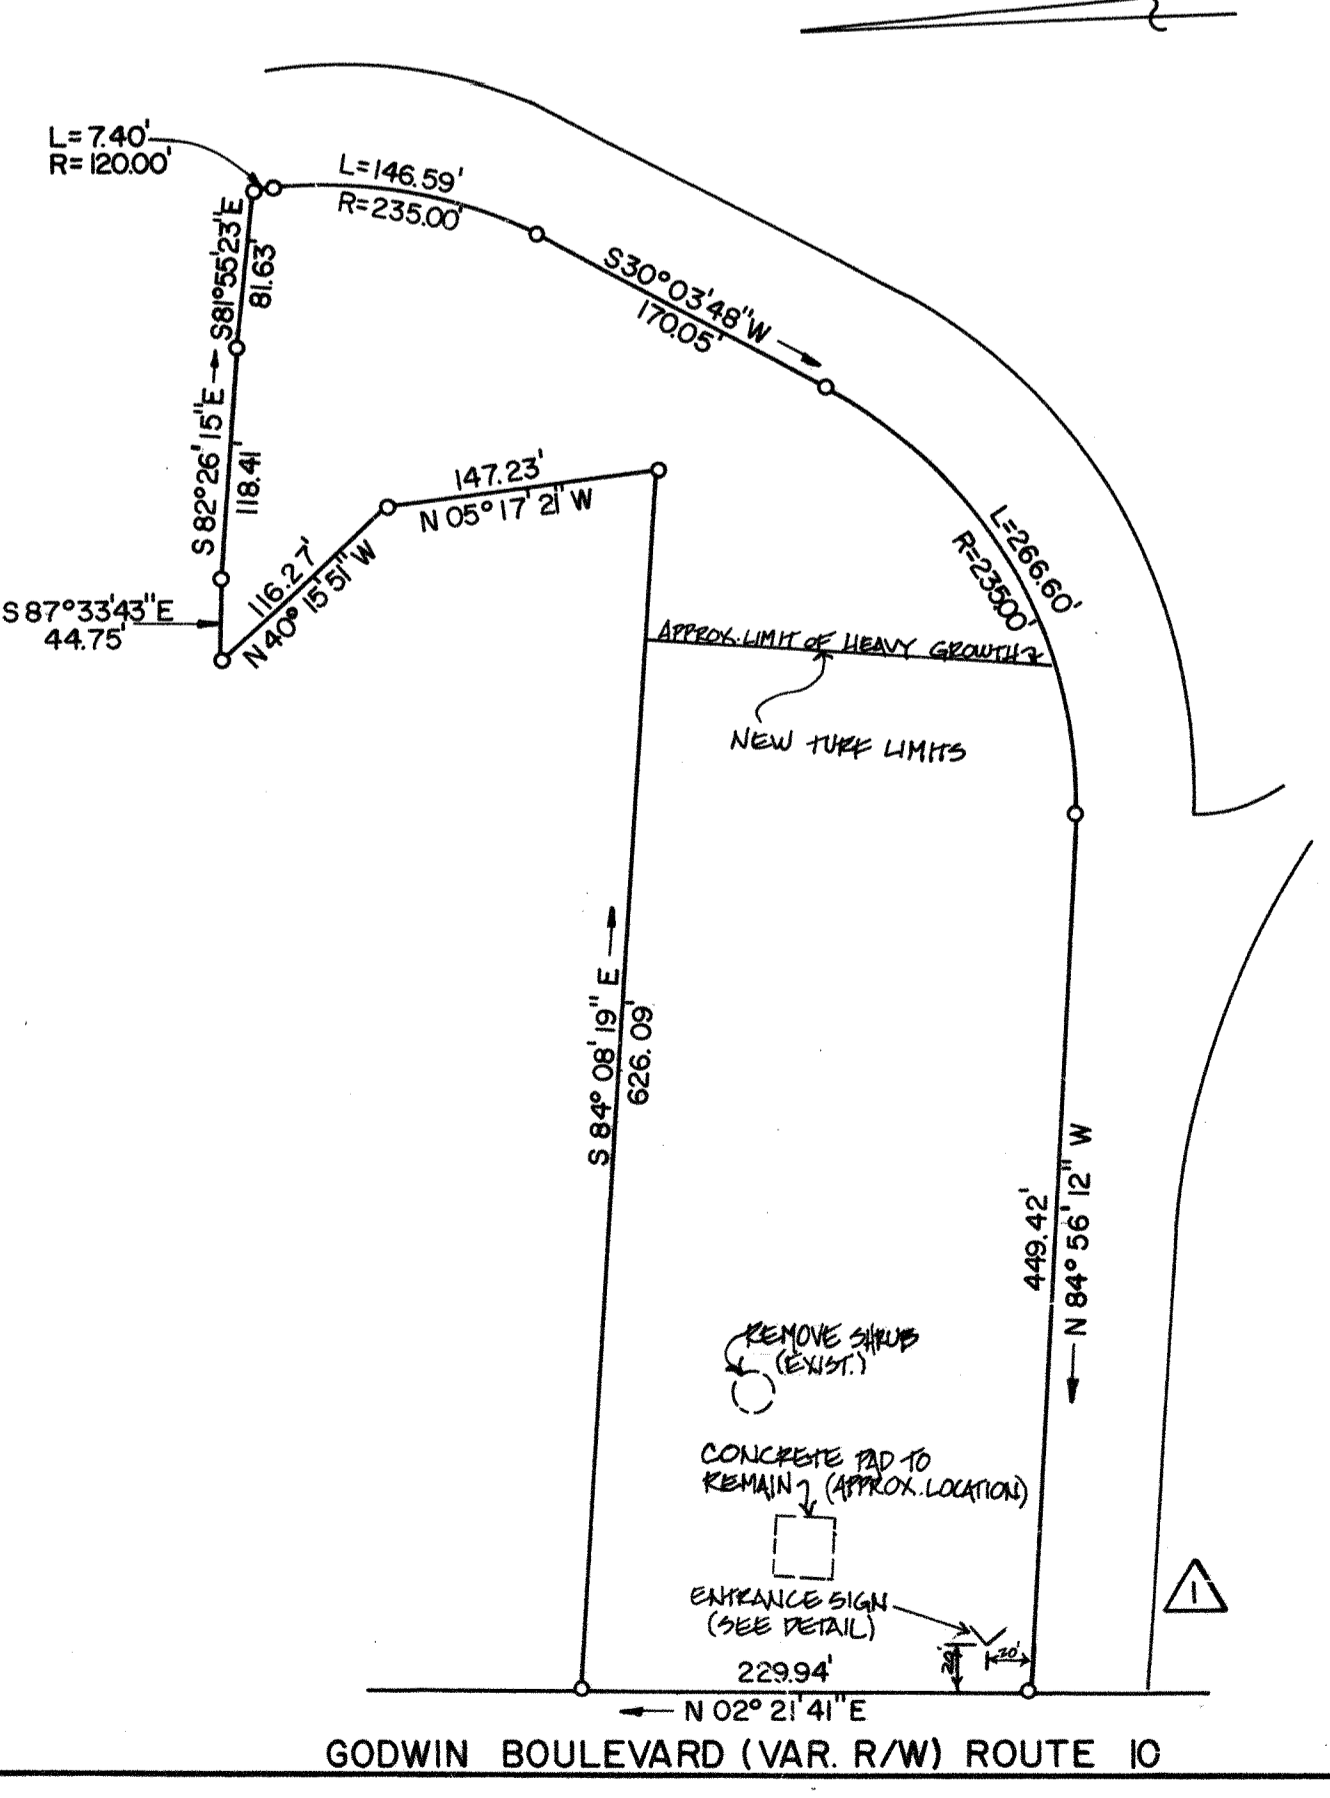 L=7.40'
R=120.00'
L=146.59'
R=235.00'
S81°55'23"E
81.63'
S30°03'48"W
170.05'
S 82°26'15"E
118.41'
147.23'
N 05°17'21" W
116.27'
N 40°15'51" W
S 87°33'43"E
44.75'
L=266.60'
R=235.00'
APPROX. LIMIT OF HEAVY GROWTH
NEW TURF LIMITS
S 84° 08' 19" E
626.09'
449.42'
N 84° 56' 12" W
REMOVE SHRUB
(EXIST.)
CONCRETE PAD TO
REMAIN (APPROX. LOCATION)
ENTRANCE SIGN
(SEE DETAIL)
20'
20'
1
229.94'
N 02° 21' 41" E
GODWIN BOULEVARD (VAR. R/W) ROUTE 10